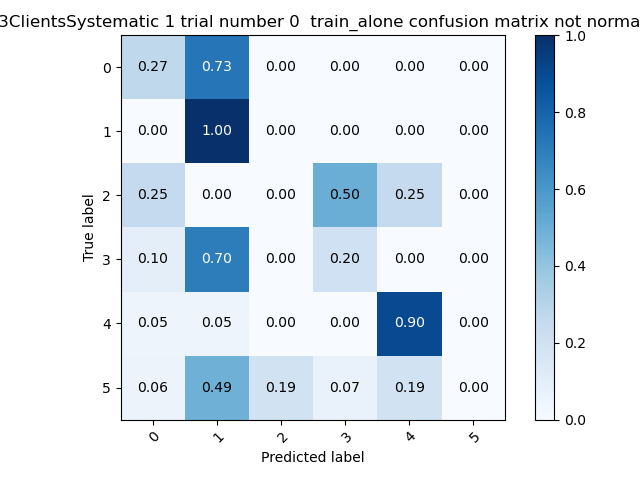 3ClientsSystematic 1 trial number 0  train_alone confusion matrix not norma
0 0.27 0.73 0.00 0.00 0.00 0.00
1 0.00 1.00 0.00 0.00 0.00 0.00
2 0.25 0.00 0.00 0.50 0.25 0.00
3 0.10 0.70 0.00 0.20 0.00 0.00
4 0.05 0.05 0.00 0.00 0.90 0.00
5 0.06 0.49 0.19 0.07 0.19 0.00
0 1 2 3 4 5
True label
Predicted label
1.0
0.8
0.6
0.4
0.2
0.0